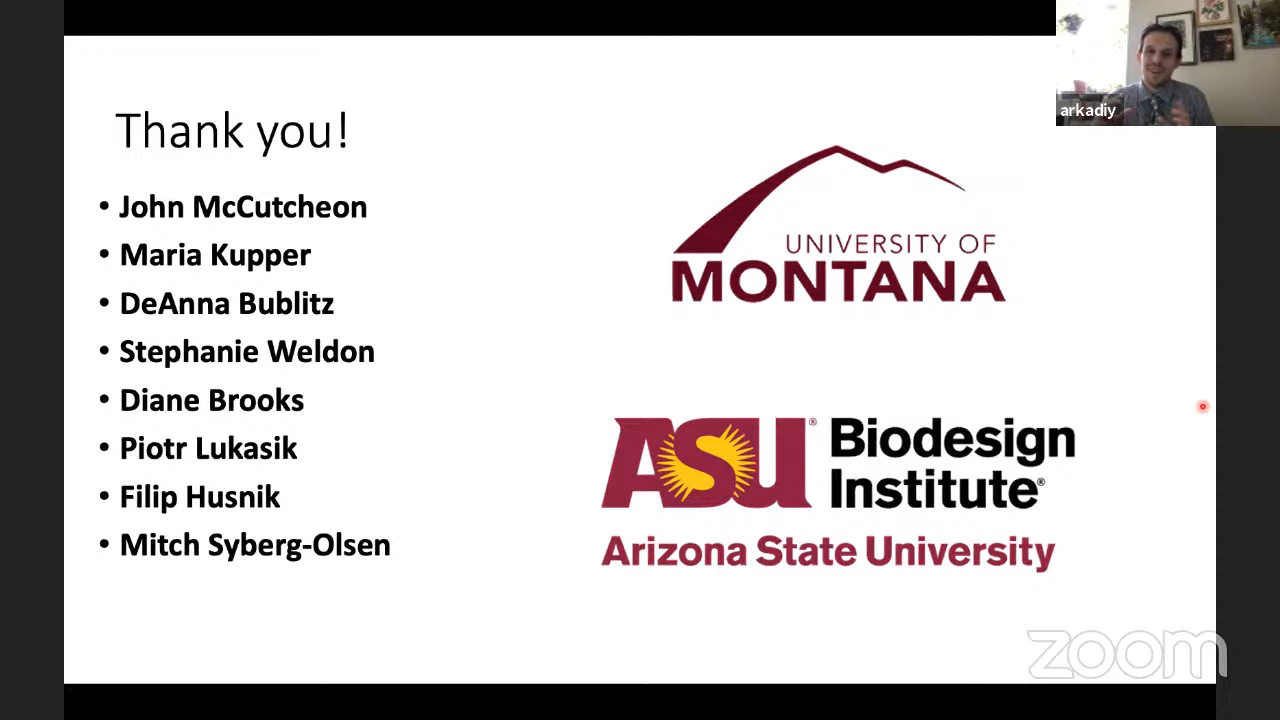 Thank you!
• John McCutcheon
• Maria Kupper
• DeAnna Bublitz
• Stephanie Weldon
• Diane Brooks
• Piotr Lukasik
• Filip Husnik
• Mitch Syberg-Olsen
arkadiy
UNIVERSITY OF
MONTANA
ASU® Biodesign
Institute®
Arizona State University
zoom